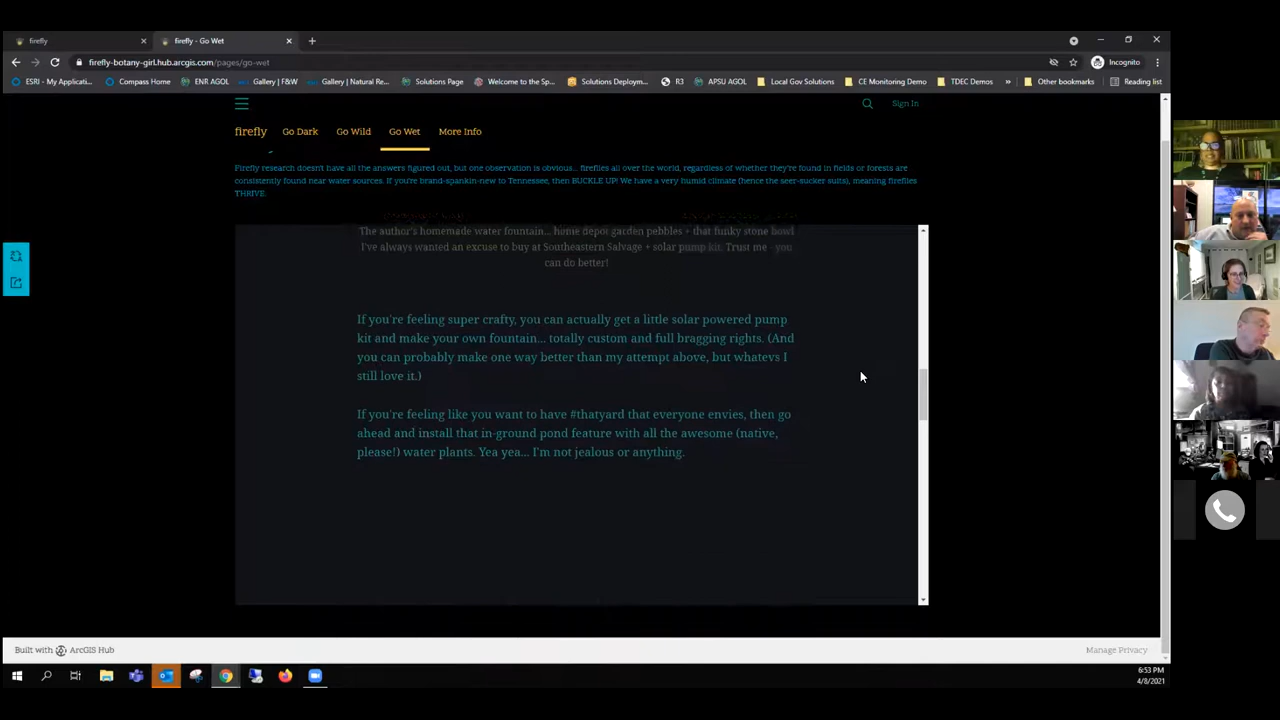 firefly
firefly - Go Wet
firefly-botany-girl.hub.arcgis.com/pages/go-wet
Incognito
ESRI - My Applicati...
Compass Home
ENR AGOL
Gallery | F&W
Gallery | Natural Re...
Solutions Page
Welcome to the Sp...
Solutions Deploym...
R3
APSU AGOL
Local Gov Solutions
CE Monitoring Demo
TDEC Demos
»
Other bookmarks
Reading list
Sign In
firefly
Go Dark
Go Wild
Go Wet
More Info
Firefly research doesn't have all the answers figured out, but one observation is obvious... fireflies all over the world, regardless of whether they're found in fields or forests are
consistently found near water sources. If you're brand-spankin-new to Tennessee, then BUCKLE UP! We have a very humid climate (hence the seer-sucker suits), meaning fireflies
THRIVE.
The author's homemade water fountain... home depot garden pebbles + that funky stone bowl
I've always wanted an excuse to buy at Southeastern Salvage + solar pump kit. Trust me - you
can do better!
If you're feeling super crafty, you can actually get a little solar powered pump
kit and make your own fountain... totally custom and full bragging rights. (And
you can probably make one way better than my attempt above, but whatevs I
still love it.)
If you're feeling like you want to have #thatyard that everyone envies, then go
ahead and install that in-ground pond feature with all the awesome (native,
please!) water plants. Yea yea... I'm not jealous or anything.
Built with ArcGIS Hub
Manage Privacy
6:53 PM
4/8/2021